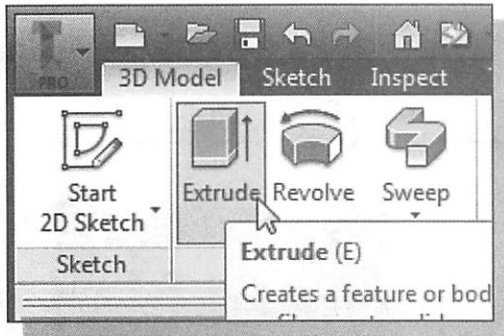 PRO
3D Model Sketch Inspect
Start
2D Sketch
Extrude Revolve Sweep
Sketch
Extrude (E)
Creates a feature or bod